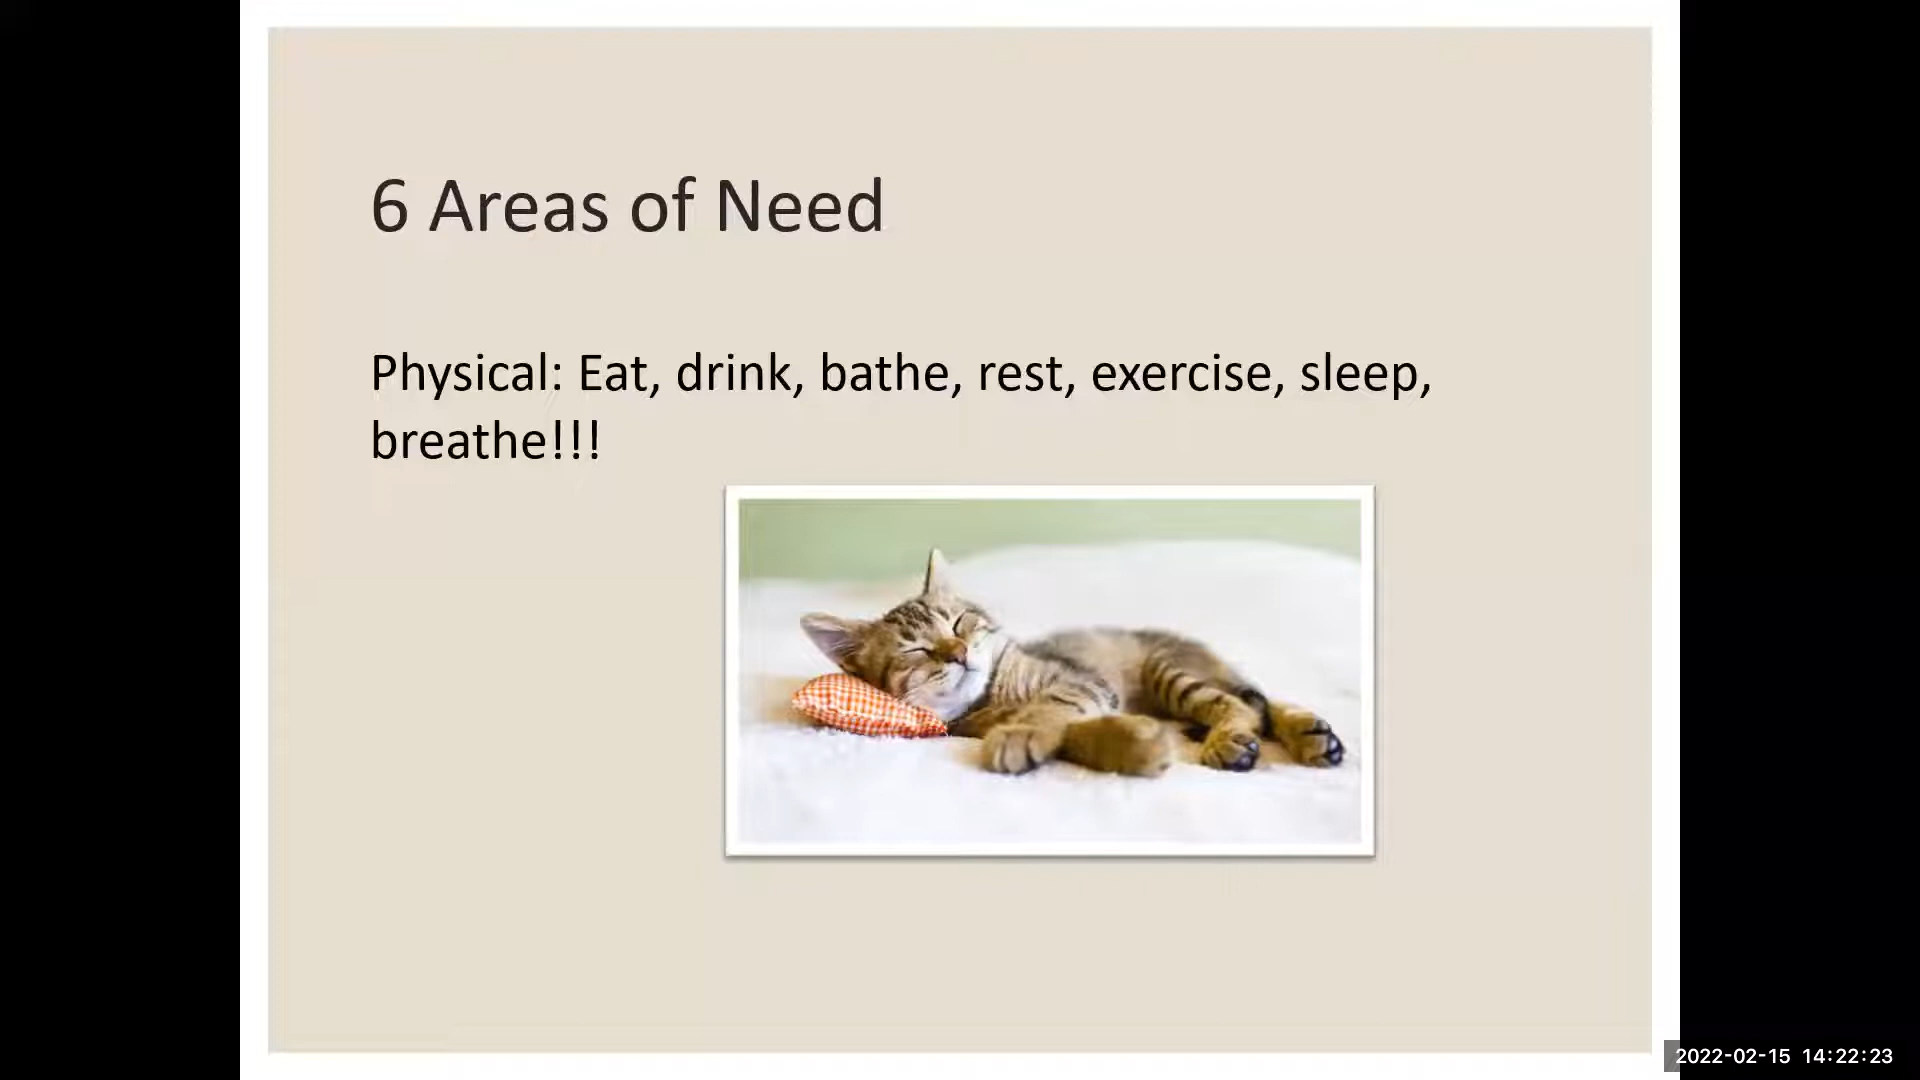 6 Areas of Need
Physical: Eat, drink, bathe, rest, exercise, sleep,
breathe!!!
2022-02-15 14:22:23